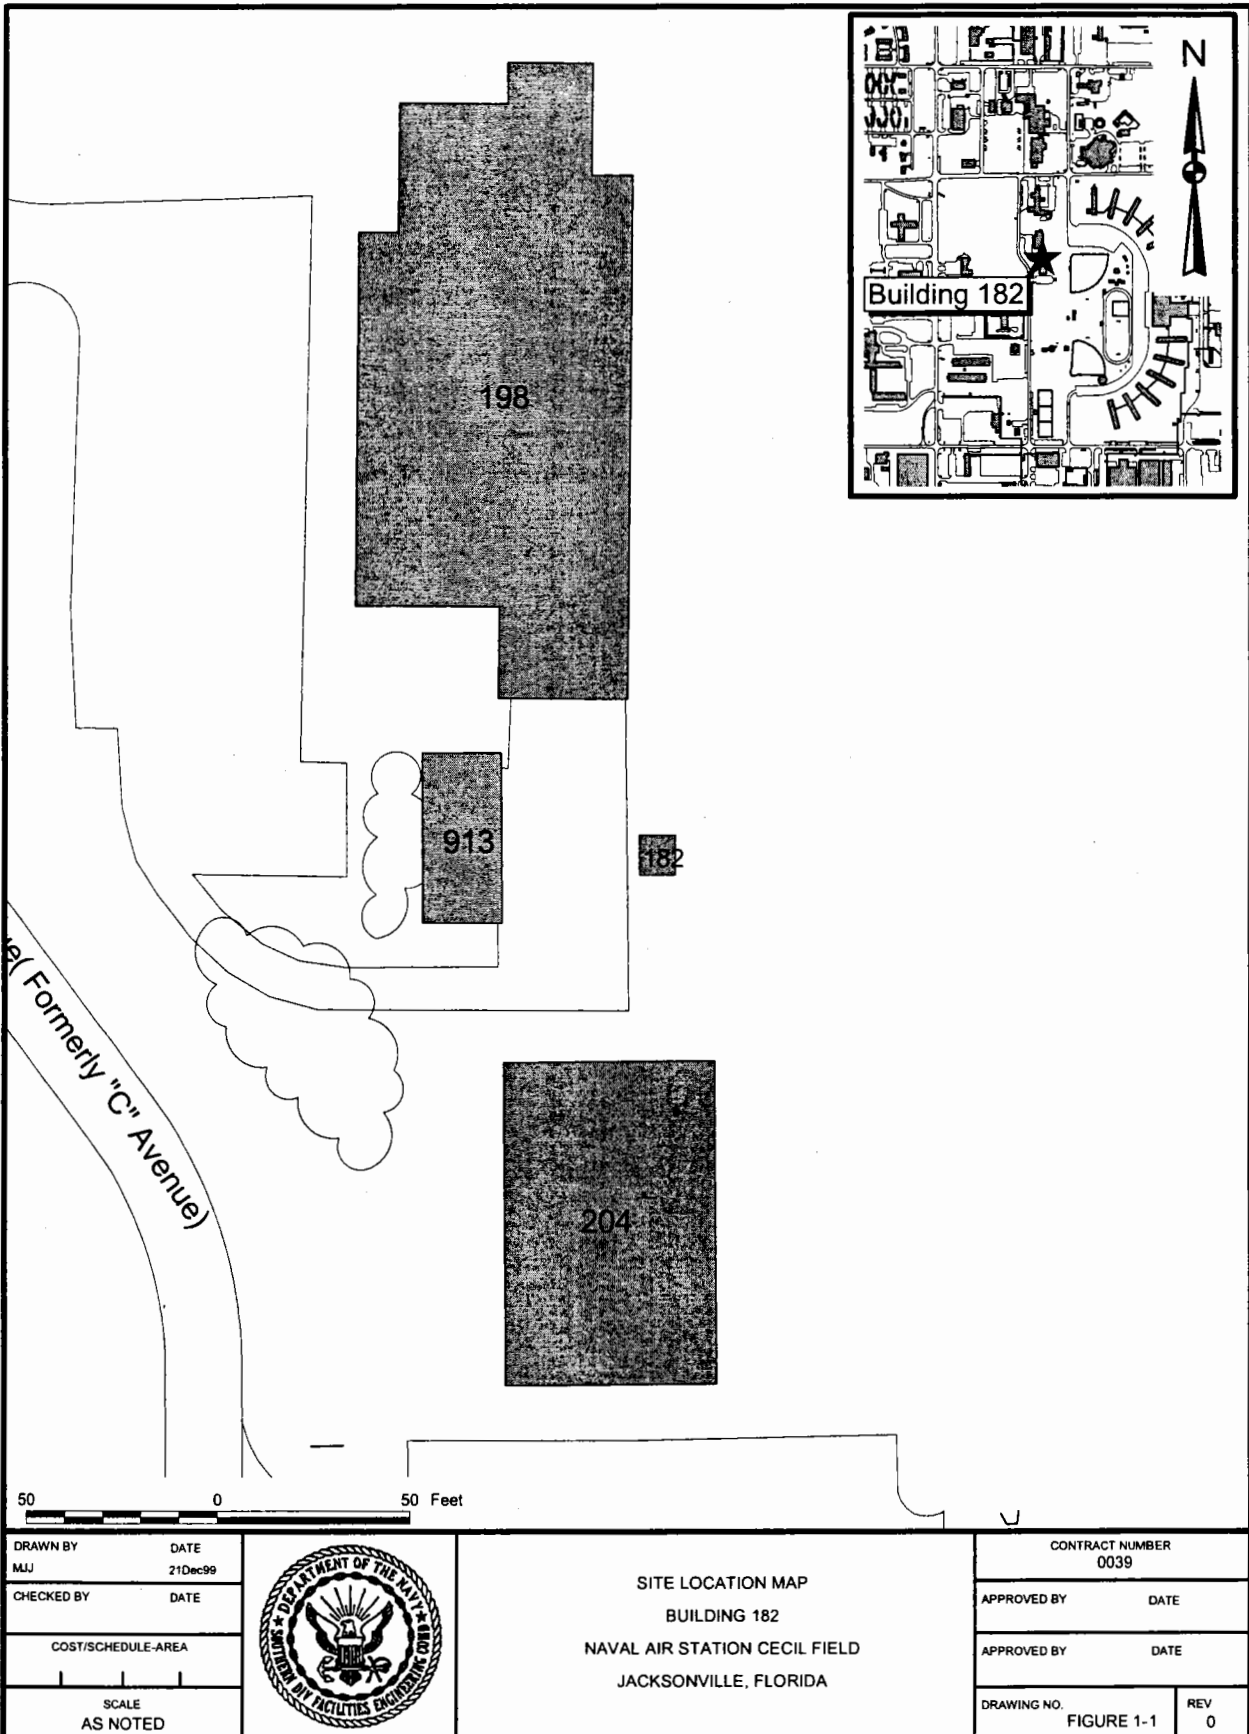 N
Building 182
198
913
182
204
( Formerly "C" Avenue)
50 0 50 Feet
DRAWN BY DATE
MJJ 21Dec99
CHECKED BY DATE
COST/SCHEDULE-AREA
SCALE
AS NOTED
DEPARTMENT OF THE NAVY
SOUTHERN DIV FACILITIES ENGINEERING
SITE LOCATION MAP
BUILDING 182
NAVAL AIR STATION CECIL FIELD
JACKSONVILLE, FLORIDA
CONTRACT NUMBER
0039
APPROVED BY DATE
APPROVED BY DATE
DRAWING NO. REV
FIGURE 1-1 0